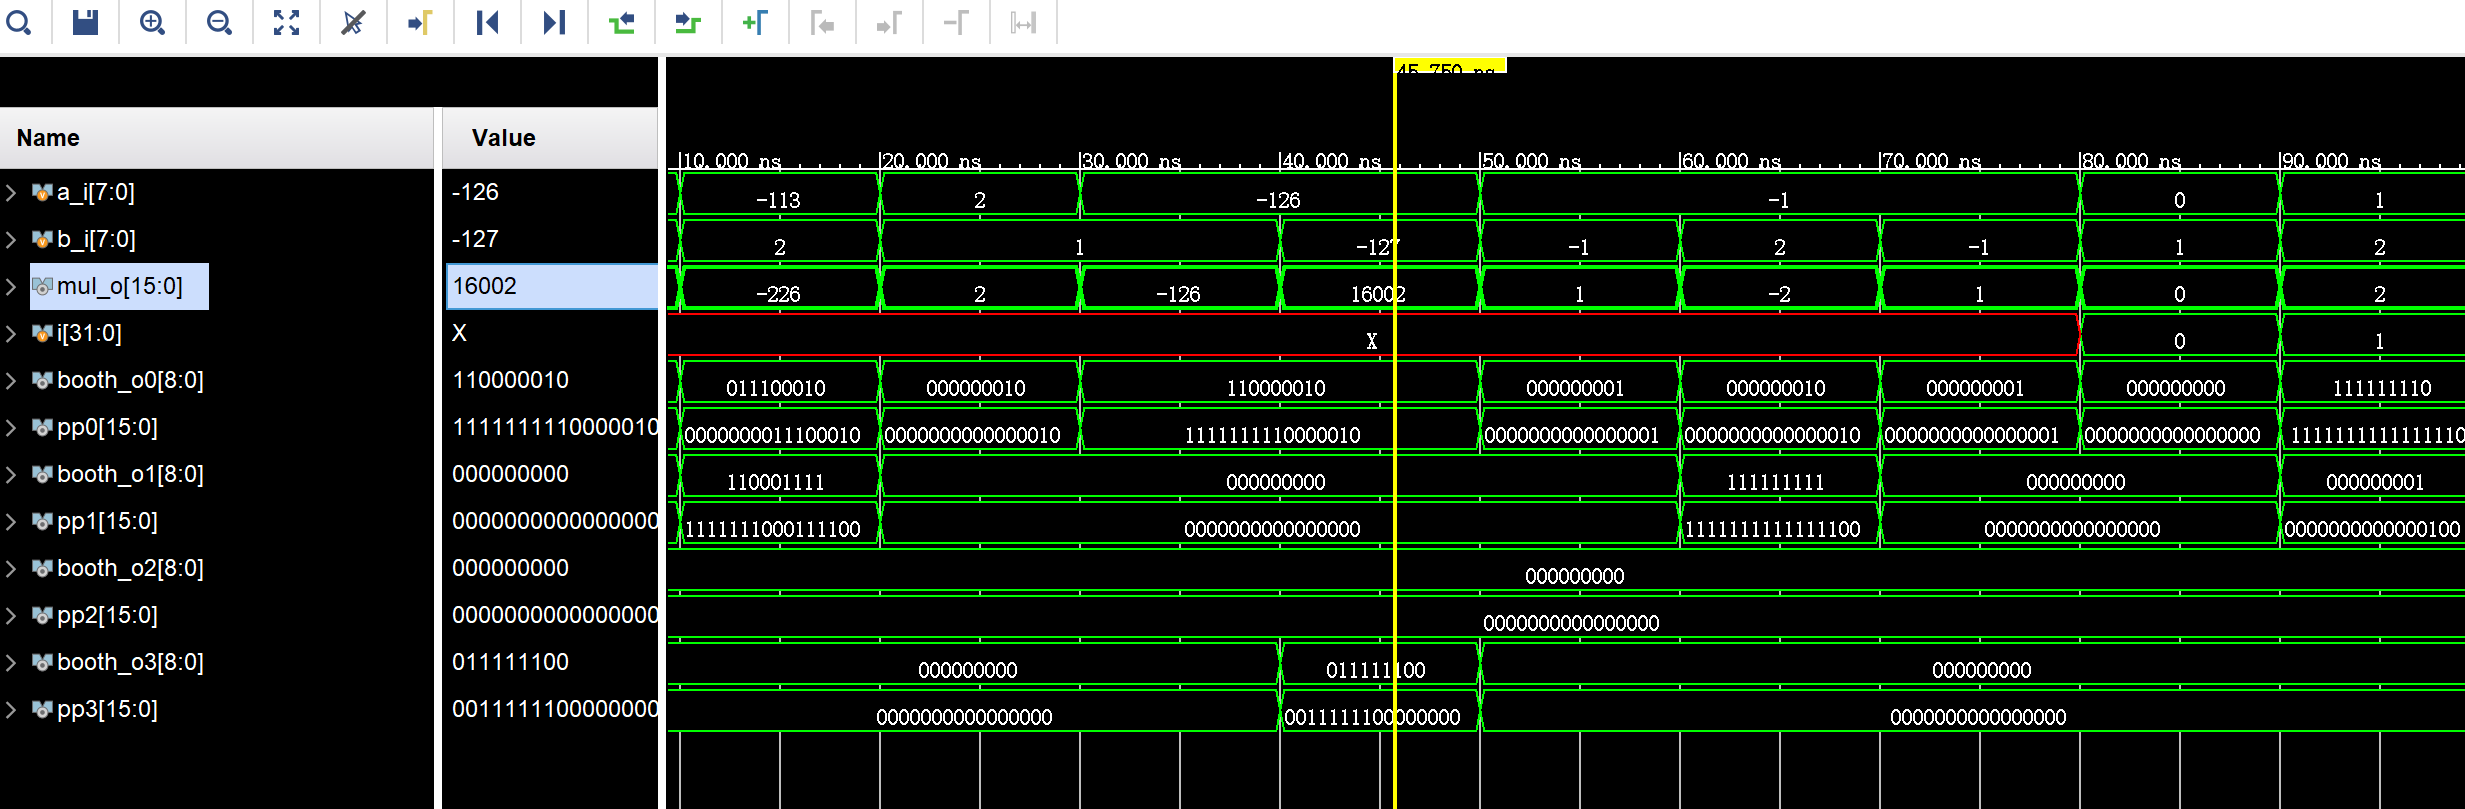 45.750 ns
Name Value
10.000 ns 20.000 ns 30.000 ns 40.000 ns 50.000 ns 60.000 ns 70.000 ns 80.000 ns 90.000 ns
a_i[7:0] -126 -113 2 -126 -1 0 1
b_i[7:0] -127 2 1 -127 -1 2 -1 1 2
mul_o[15:0] 16002 -226 2 -126 16002 1 -2 1 0 2
i[31:0] X X 0 1
booth_o0[8:0] 110000010 011100010 000000010 110000010 000000001 000000010 000000001 000000000 111111110
pp0[15:0] 1111111110000010 0000000011100010 0000000000000010 1111111110000010 0000000000000001 0000000000000010 0000000000000001 0000000000000000 1111111111111110
booth_o1[8:0] 000000000 110001111 000000000 111111111 000000000 000000001
pp1[15:0] 0000000000000000 1111111000111100 0000000000000000 1111111111111100 0000000000000000 0000000000000100
booth_o2[8:0] 000000000 000000000
pp2[15:0] 0000000000000000 0000000000000000
booth_o3[8:0] 011111100 000000000 011111100 000000000
pp3[15:0] 0011111100000000 0000000000000000 0011111100000000 0000000000000000